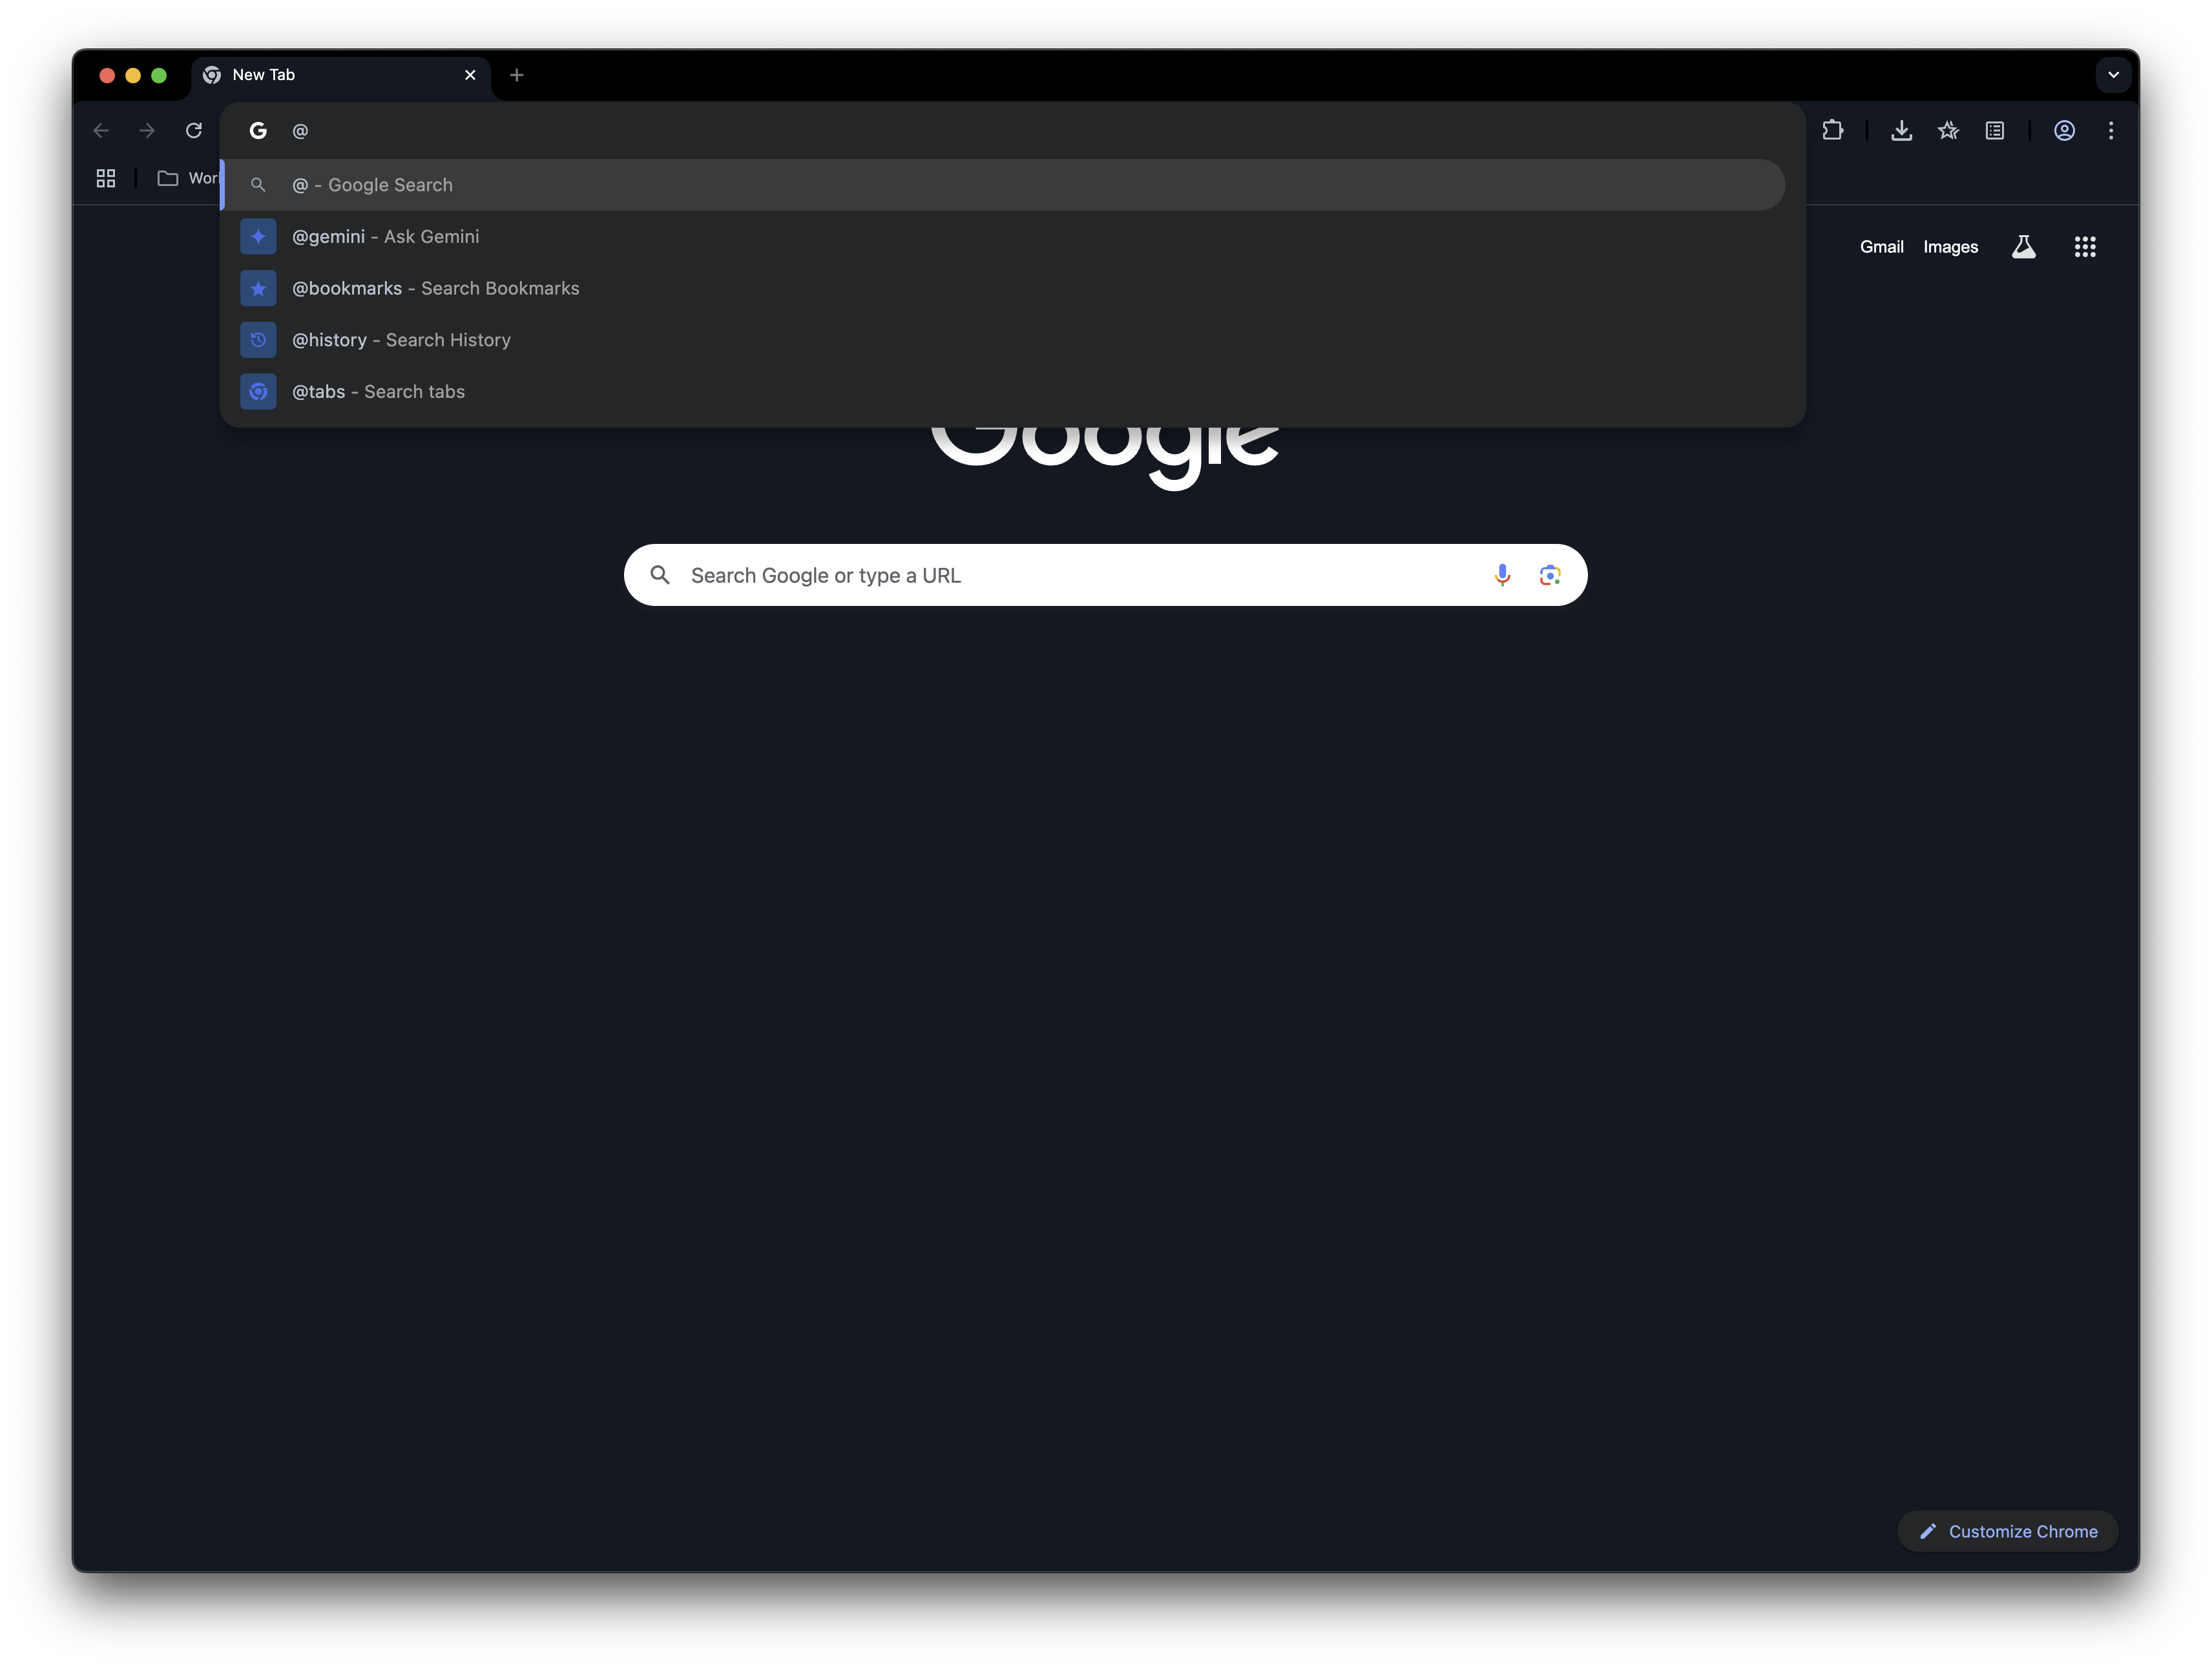 New Tab
@
@ - Google Search
@gemini - Ask Gemini
@bookmarks - Search Bookmarks
@history - Search History
@tabs - Search tabs
Gmail Images
Google
Search Google or type a URL
Customize Chrome